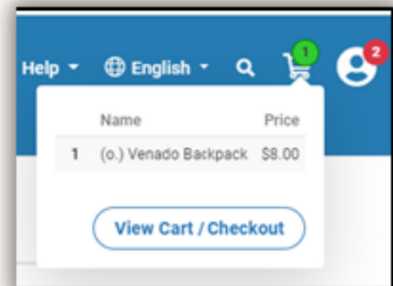 Help English 1 2
Name Price
1 (o.) Venado Backpack $8.00
View Cart / Checkout